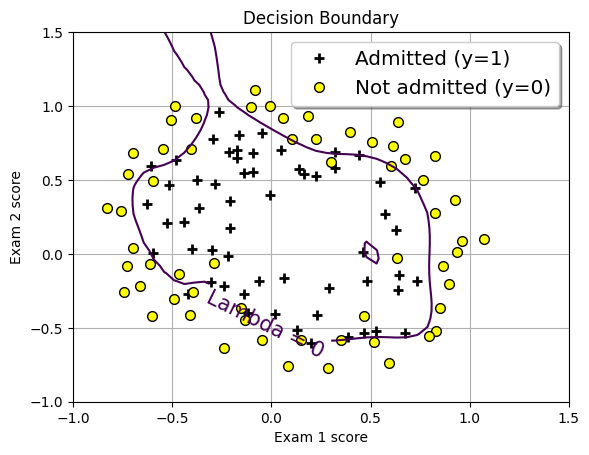 Decision Boundary
Admitted (y=1)
Not admitted (y=0)
Exam 2 score
1.5
1.0
0.5
0.0
−0.5
−1.0
Lambda = 0
−1.0 −0.5 0.0 0.5 1.0 1.5
Exam 1 score